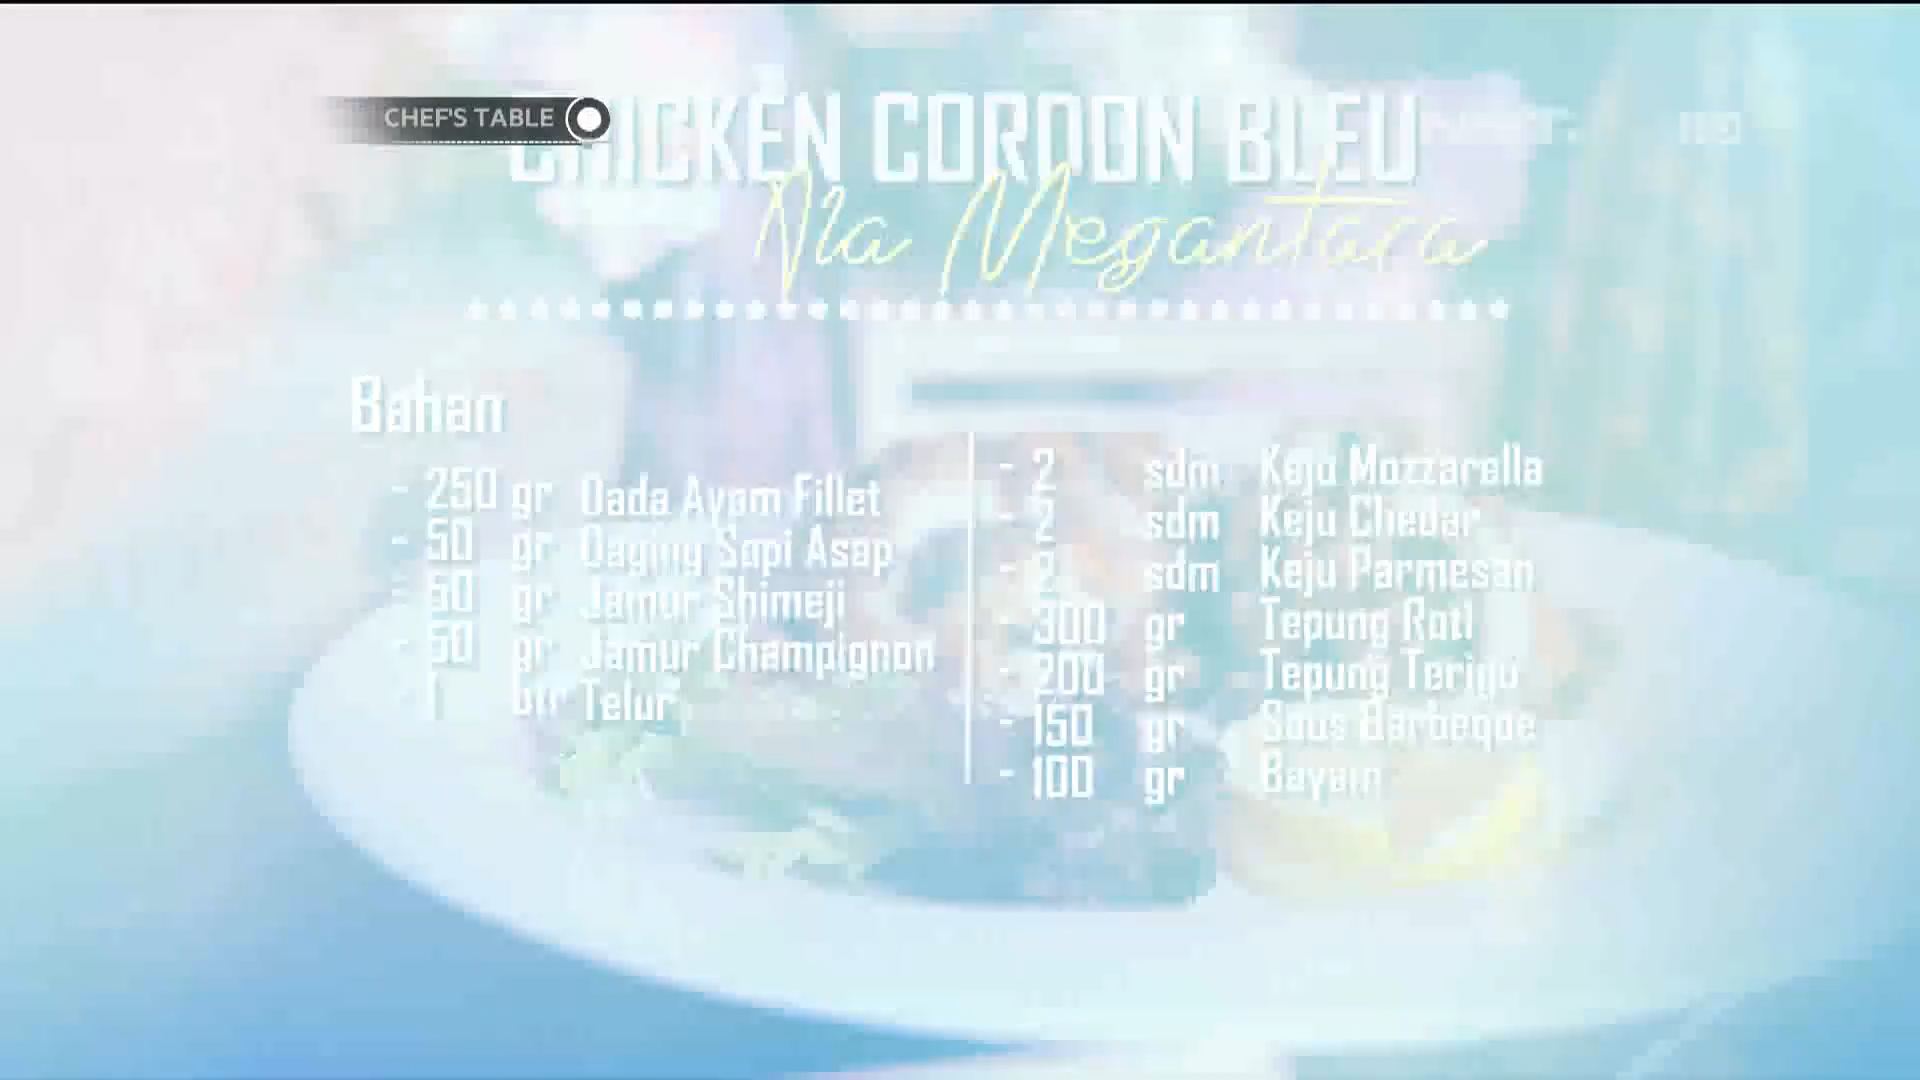 CHEF'S TABLE
CHICKEN CORDON BLEU
Ala Megantara
Bahan
- 250 gr Dada Ayam Fillet
- 50 gr Daging Sapi Asap
- 50 gr Jamur Shimeji
- 50 gr Jamur Champignon
- 1 btr Telur
- 2 sdm Keju Mozzarella
- 2 sdm Keju Chedar
- 2 sdm Keju Parmesan
- 300 gr Tepung Roti
- 200 gr Tepung Terigu
- 150 gr Saus Barbeque
- 100 gr Bayam